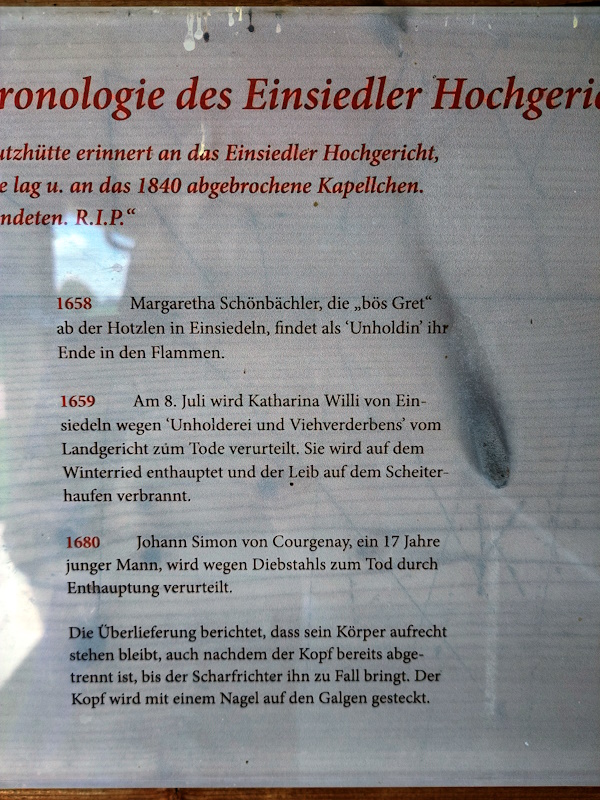 ronologie des Einsiedler Hochgeric
utzhütte erinnert an das Einsiedler Hochgericht,
e lag u. an das 1840 abgebrochene Kapellchen.
ndeten. R.I.P.“
1658 Margaretha Schönbächler, die „bös Gret“
ab der Hotzlen in Einsiedeln, findet als ‘Unholdin’ ihr
Ende in den Flammen.
1659 Am 8. Juli wird Katharina Willi von Ein-
siedeln wegen ‘Unholderei und Viehverderbens’ vom
Landgericht zum Tode verurteilt. Sie wird auf dem
Winterried enthauptet und der Leib auf dem Scheiter-
haufen verbrannt.
1680 Johann Simon von Courgenay, ein 17 Jahre
junger Mann, wird wegen Diebstahls zum Tod durch
Enthauptung verurteilt.
Die Überlieferung berichtet, dass sein Körper aufrecht
stehen bleibt, auch nachdem der Kopf bereits abge-
trennt ist, bis der Scharfrichter ihn zu Fall bringt. Der
Kopf wird mit einem Nagel auf den Galgen gesteckt.